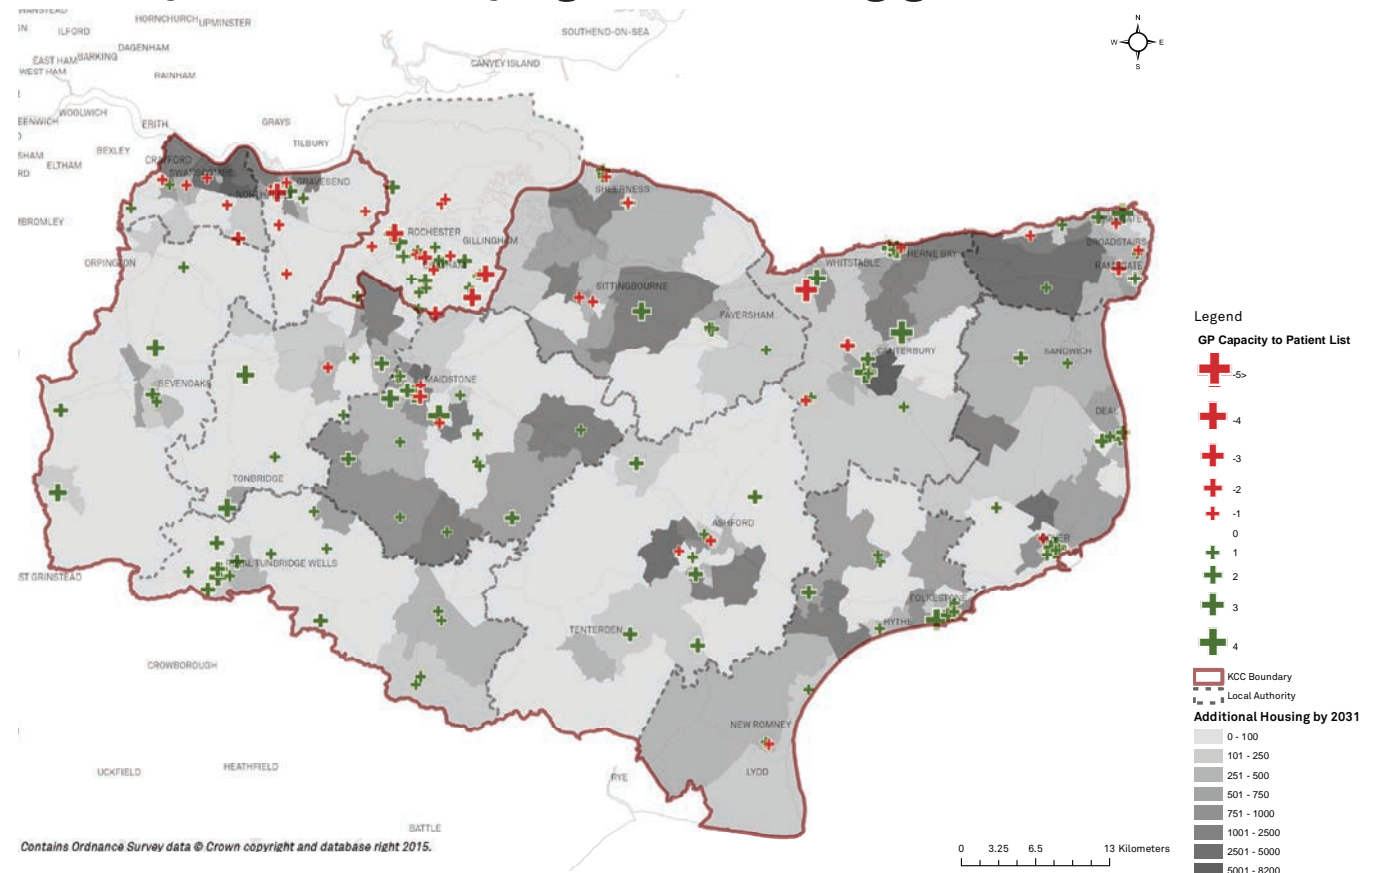 HORNCHURCH
UPMINSTER
ILFORD
SOUTHEND-ON-SEA
DAGENHAM
EAST HAM
BARKING
CANVEY ISLAND
WEST HAM
RAINHAM
WOOLWICH
ERITH
GRAYS
TILBURY
BEXLEY
ELTHAM
CRAYFORD
SWANSCOMBE
GRAVESEND
SHEERNESS
ROCHESTER
GILLINGHAM
ORPINGTON
WHITSTABLE
HERNE BAY
BROADSTAIRS
RAMSGATE
SITTINGBOURNE
FAVERSHAM
CANTERBURY
SANDWICH
MAIDSTONE
SEVENOAKS
DEAL
TONBRIDGE
ASHFORD
TUNBRIDGE WELLS
ST GRINSTEAD
FOLKESTONE
HYTHE
TENTERDEN
CROWBOROUGH
NEW ROMNEY
LYDD
UCKFIELD
HEATHFIELD
RYE
BATTLE
N
W
E
S
Legend
GP Capacity to Patient List
-5>
-4
-3
-2
-1
0
1
2
3
4
KCC Boundary
Local Authority
Additional Housing by 2031
0 - 100
101 - 250
251 - 500
501 - 750
751 - 1000
1001 - 2500
2501 - 5000
5001 - 8200
0 3.25 6.5 13 Kilometers
Contains Ordnance Survey data © Crown copyright and database right 2015.